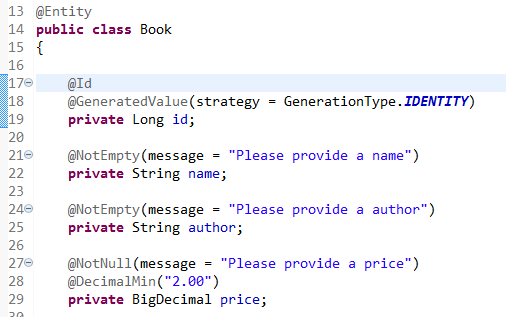 13 @Entity
14 public class Book
15 {
16
17 @Id
18 @GeneratedValue(strategy = GenerationType.IDENTITY)
19 private Long id;
20
21 @NotEmpty(message = "Please provide a name")
22 private String name;
23
24 @NotEmpty(message = "Please provide a author")
25 private String author;
26
27 @NotNull(message = "Please provide a price")
28 @DecimalMin("2.00")
29 private BigDecimal price;